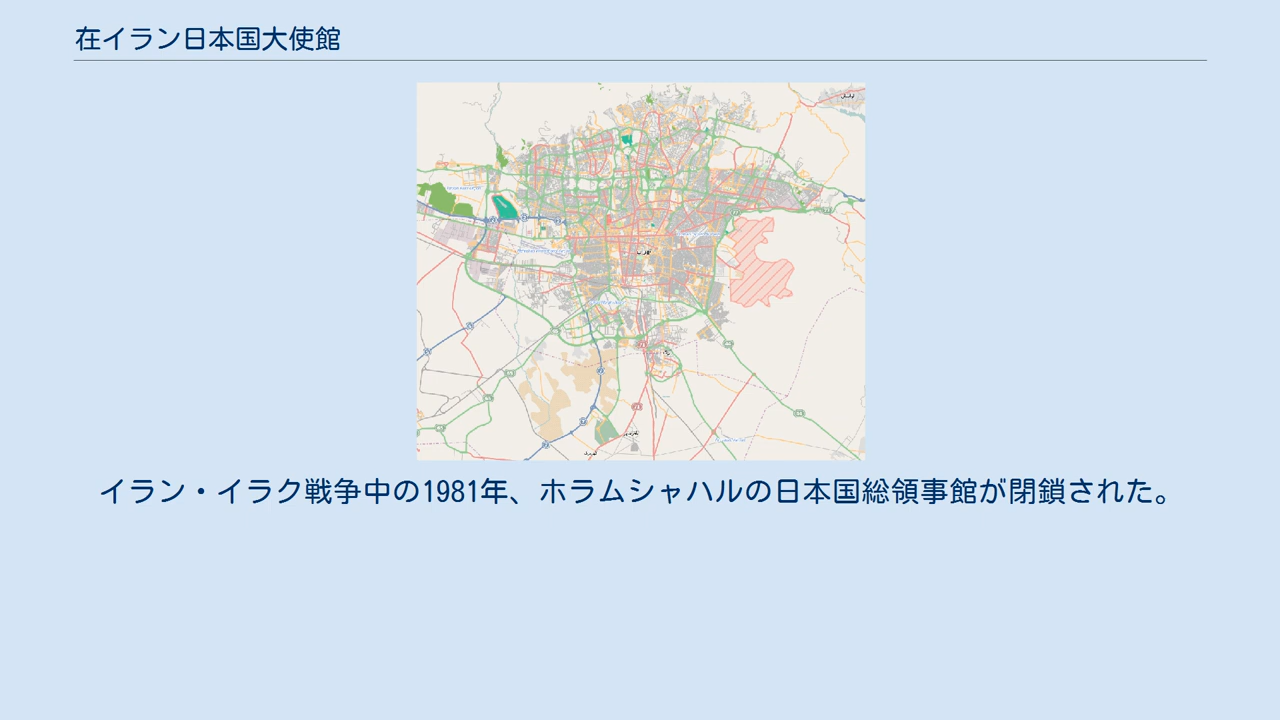 在イラン日本国大使館
تهران
イラン・イラク戦争中の1981年、ホラムシャハルの日本国総領事館が閉鎖された。